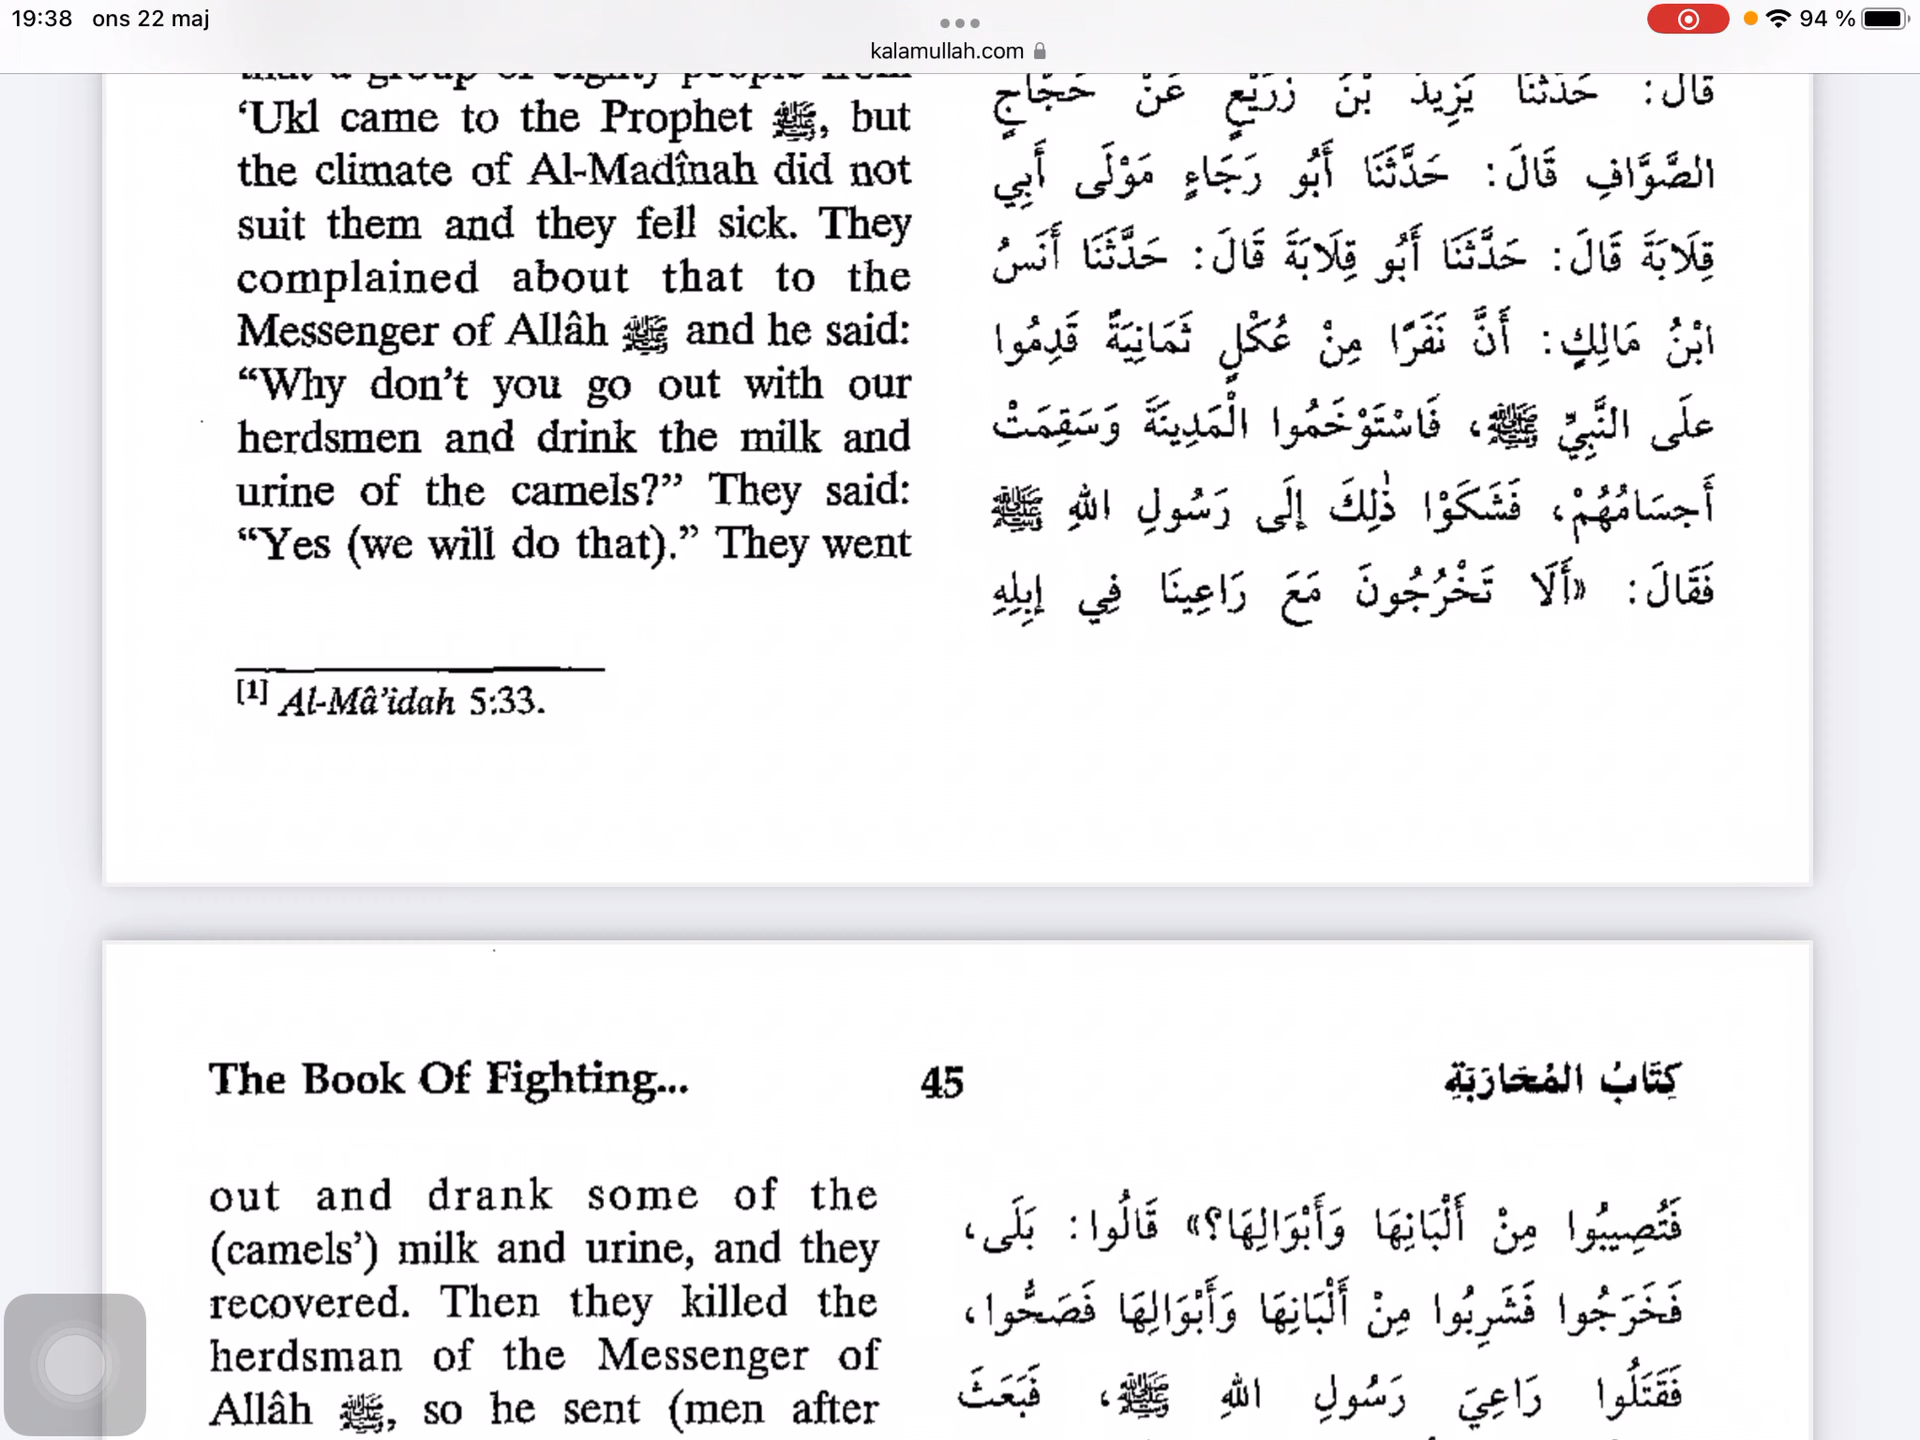 19:38 ons 22 maj
94 %
kalamullah.com
that a group of eighty people from
‘Ukl came to the Prophet ﷺ, but
the climate of Al-Madînah did not
suit them and they fell sick. They
complained about that to the
Messenger of Allâh ﷺ and he said:
“Why don’t you go out with our
herdsmen and drink the milk and
urine of the camels?” They said:
“Yes (we will do that).” They went
[1] Al-Mâ’idah 5:33.
قَالَ: حَدَّثَنَا يَزِيدُ بْنُ زُرَيْعٍ عَنْ حَجَّاجٍ
الصَّوَّافِ قَالَ: حَدَّثَنَا أَبُو رَجَاءٍ مَوْلَى أَبِي
قِلَابَةَ قَالَ: حَدَّثَنَا أَبُو قِلَابَةَ قَالَ: حَدَّثَنَا أَنَسُ
ابْنُ مَالِكٍ: أَنَّ نَفَرًا مِنْ عُكْلٍ ثَمَانِيَةً قَدِمُوا
علَى النَّبِيِّ ﷺ، فَاسْتَوْخَمُوا الْمَدِينَةَ وَسَقِمَتْ
أَجسَامُهُمْ، فَشَكَوْا ذٰلِكَ إِلَى رَسُولِ اللهِ ﷺ
فَقَالَ: «أَلَا تَخْرُجُونَ مَعَ رَاعِينَا فِي إِبِلِهِ
The Book Of Fighting... 45 كِتَابُ المُحَارَبَةِ
out and drank some of the
(camels’) milk and urine, and they
recovered. Then they killed the
herdsman of the Messenger of
Allâh ﷺ, so he sent (men after
فَتُصِيبُوا مِنْ أَلْبَانِهَا وَأَبْوَالِهَا؟» قَالُوا: بَلَى،
فَخَرَجُوا فَشَرِبُوا مِنْ أَلْبَانِهَا وَأَبْوَالِهَا فَصَحُّوا،
فَقَتَلُوا رَاعِيَ رَسُولِ اللهِ ﷺ، فَبَعَثَ